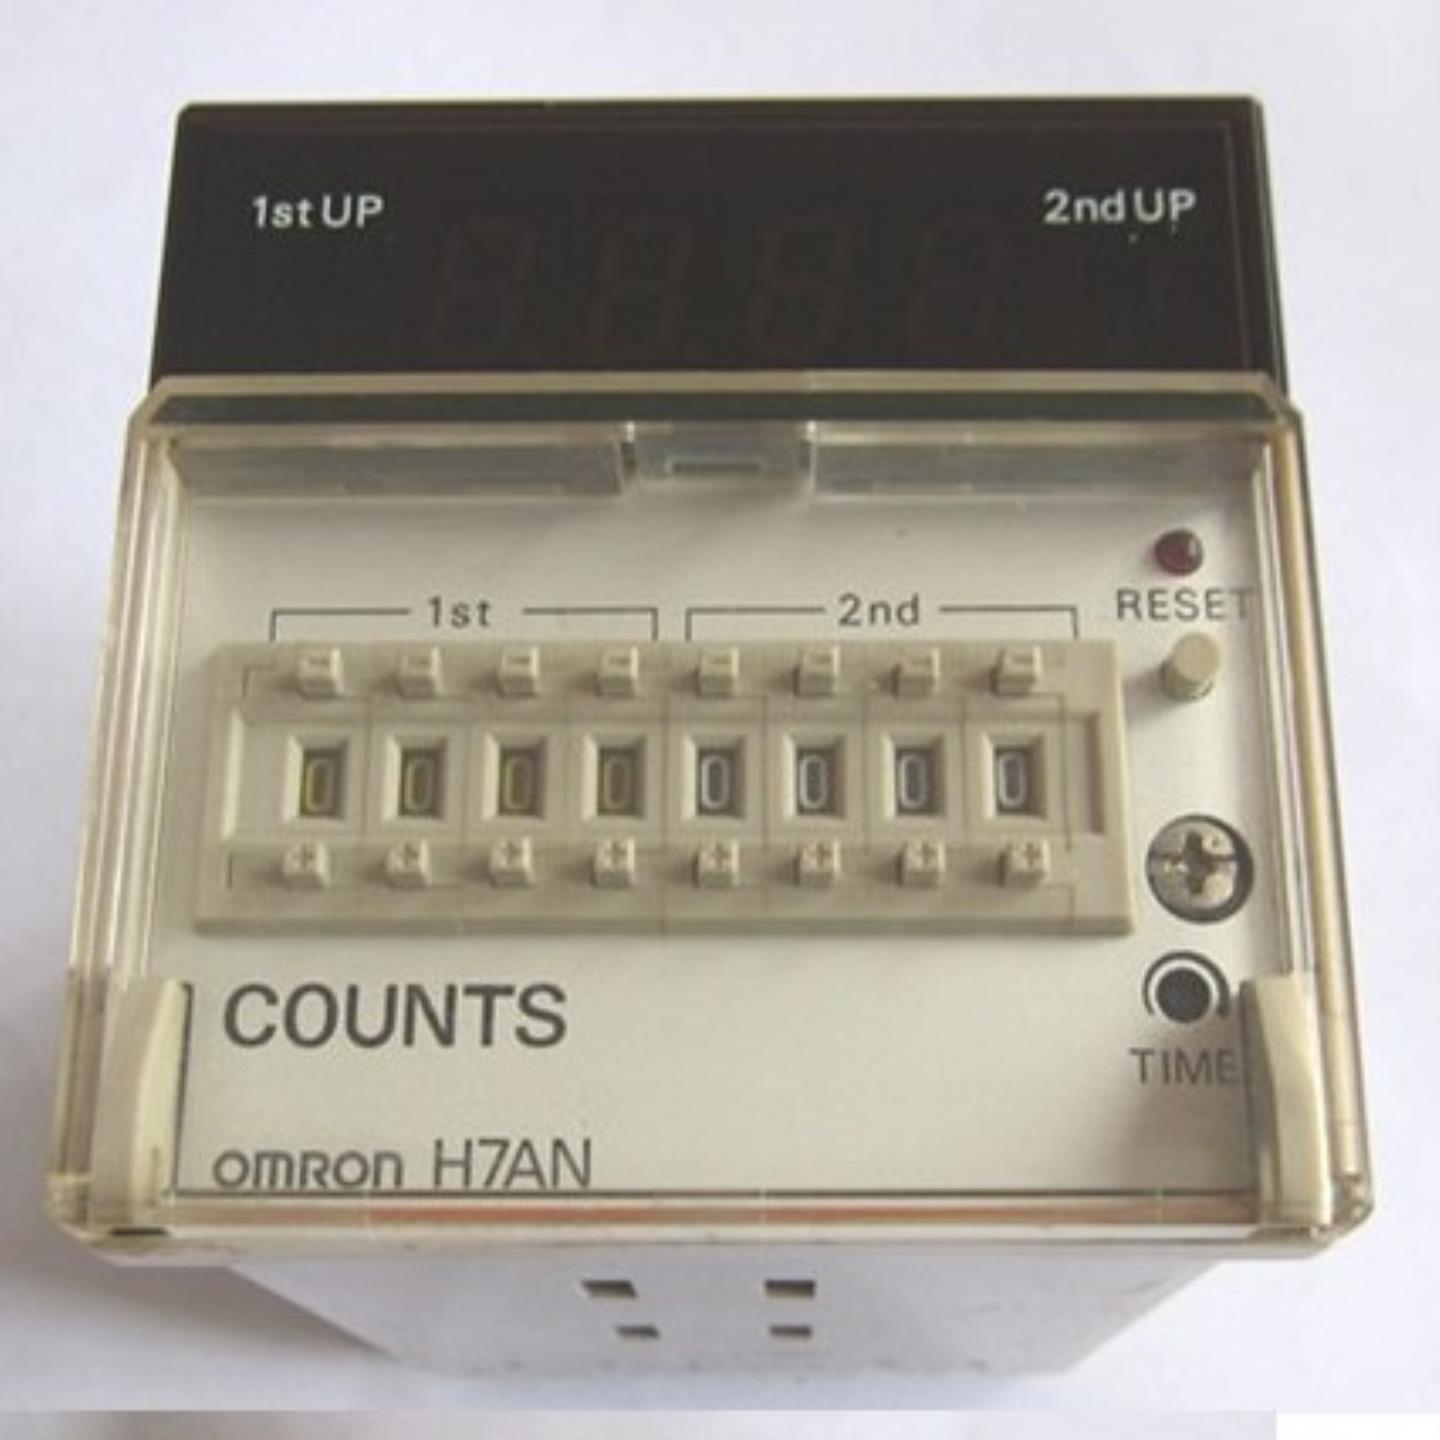 1st UP 2nd UP
1st 2nd
RESET
- - - - - - - -
0 0 0 0 0 0 0 0
+ + + + + + + +
COUNTS
TIME
omron H7AN